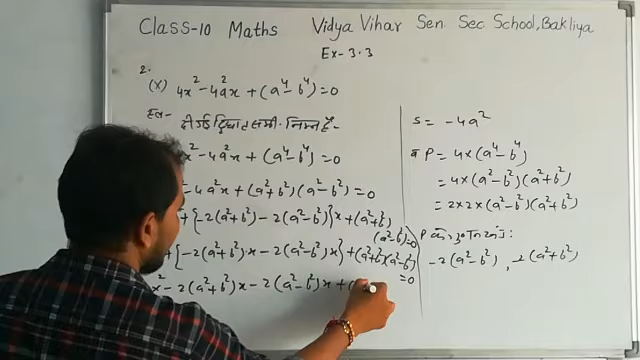 Class-10 Maths Vidya Vihar Sen. Sec. School, Bakliya
Ex-3.3
2.
(x) 4x²-4a²x+(a⁴-b⁴)=0
हल-
x²-4a²x+(a⁴-b⁴)=0
4a²x+(a²+b²)(a²-b²)=0
+{-2(a²+b²)-2(a²-b²)}x+(a²+b²)
(a²-b²)=0
+{-2(a²+b²)x-2(a²-b²)x}+(a²+b²)(a²-b²)
=0
x²-2(a²+b²)x-2(a²-b²)x+(
S = -4a²
व P = 4x(a⁴-b⁴)
= 4x(a²-b²)(a²+b²)
= 2x2x(a²-b²)(a²+b²)
P के
-2(a²-b²), -2(a²+b²)